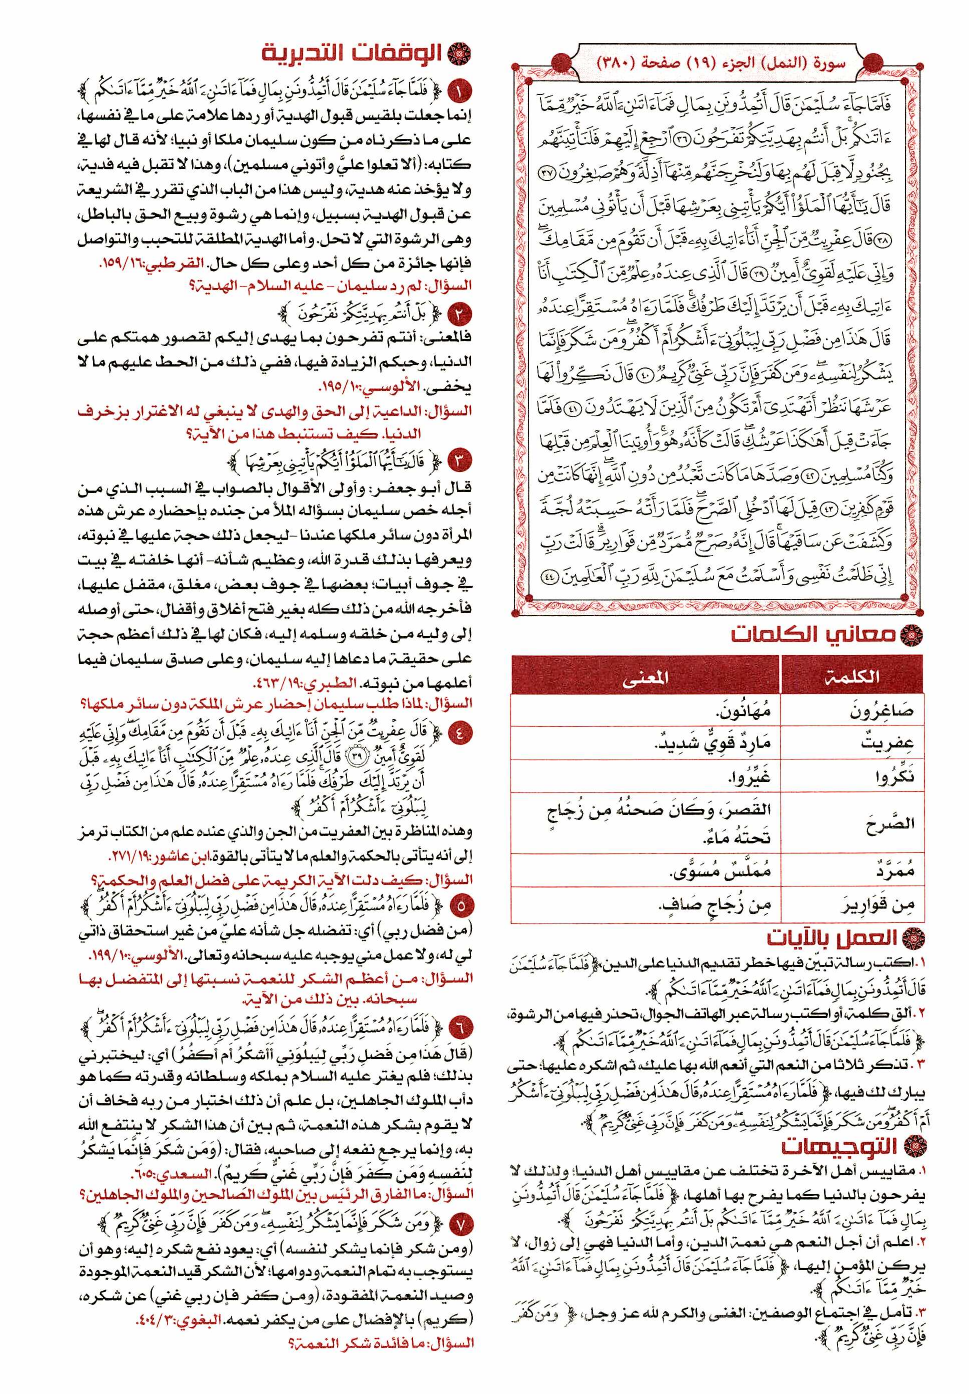 سورة (النمل) الجزء (١٩) صفحة (٣٨٠)
فَلَمَّا جَآءَ سُلَيْمَٰنَ قَالَ أَتُمِدُّونَنِ بِمَالٍ فَمَآ ءَاتَىٰنِۦَ ٱللَّهُ خَيْرٌ مِّمَّآ
ءَاتَىٰكُم بَلْ أَنتُم بِهَدِيَّتِكُمْ تَفْرَحُونَ ﴿٣٦﴾ ٱرْجِعْ إِلَيْهِمْ فَلَنَأْتِيَنَّهُم
بِجُنُودٍ لَّا قِبَلَ لَهُم بِهَا وَلَنُخْرِجَنَّهُم مِّنْهَآ أَذِلَّةً وَهُمْ صَٰغِرُونَ ﴿٣٧﴾
قَالَ يَٰٓأَيُّهَا ٱلْمَلَؤُا۟ أَيُّكُمْ يَأْتِينِى بِعَرْشِهَا قَبْلَ أَن يَأْتُونِى مُسْلِمِينَ
﴿٣٨﴾ قَالَ عِفْرِيتٌ مِّنَ ٱلْجِنِّ أَنَا۠ ءَاتِيكَ بِهِۦ قَبْلَ أَن تَقُومَ مِن مَّقَامِكَ
وَإِنِّى عَلَيْهِ لَقَوِىٌّ أَمِينٌ ﴿٣٩﴾ قَالَ ٱلَّذِى عِندَهُۥ عِلْمٌ مِّنَ ٱلْكِتَٰبِ أَنَا۠
ءَاتِيكَ بِهِۦ قَبْلَ أَن يَرْتَدَّ إِلَيْكَ طَرْفُكَ فَلَمَّا رَءَاهُ مُسْتَقِرًّا عِندَهُۥ
قَالَ هَٰذَا مِن فَضْلِ رَبِّى لِيَبْلُوَنِىٓ ءَأَشْكُرُ أَمْ أَكْفُرُ وَمَن شَكَرَ فَإِنَّمَا
يَشْكُرُ لِنَفْسِهِۦ وَمَن كَفَرَ فَإِنَّ رَبِّى غَنِىٌّ كَرِيمٌ ﴿٤٠﴾ قَالَ نَكِّرُوا۟ لَهَا
عَرْشَهَا نَنظُرْ أَتَهْتَدِىٓ أَمْ تَكُونُ مِنَ ٱلَّذِينَ لَا يَهْتَدُونَ ﴿٤١﴾ فَلَمَّا
جَآءَتْ قِيلَ أَهَٰكَذَا عَرْشُكِ قَالَتْ كَأَنَّهُۥ هُوَ وَأُوتِينَا ٱلْعِلْمَ مِن قَبْلِهَا
وَكُنَّا مُسْلِمِينَ ﴿٤٢﴾ وَصَدَّهَا مَا كَانَت تَّعْبُدُ مِن دُونِ ٱللَّهِ إِنَّهَا كَانَتْ مِن
قَوْمٍ كَٰفِرِينَ ﴿٤٣﴾ قِيلَ لَهَا ٱدْخُلِى ٱلصَّرْحَ فَلَمَّا رَأَتْهُ حَسِبَتْهُ لُجَّةً
وَكَشَفَتْ عَن سَاقَيْهَا قَالَ إِنَّهُۥ صَرْحٌ مُّمَرَّدٌ مِّن قَوَارِيرَ قَالَتْ رَبِّ
إِنِّى ظَلَمْتُ نَفْسِى وَأَسْلَمْتُ مَعَ سُلَيْمَٰنَ لِلَّهِ رَبِّ ٱلْعَٰلَمِينَ ﴿٤٤﴾
معاني الكلمات
الكلمة المعنى
صَاغِرُونَ مُهَانُونَ.
عِفرِيتٌ مَارِدٌ قَوِيٌّ شَدِيدٌ.
نَكِّرُوا غَيِّرُوا.
الصَّرحَ القَصرَ، وَكَانَ صَحنُهُ مِن زُجَاجٍ
تَحتَهُ مَاءٌ.
مُمَرَّدٌ مُمَلَّسٌ مُسَوًّى.
مِن قَوَارِيرَ مِن زُجَاجٍ صَافٍ.
العمل بالآيات
١. اكتب رسالة تبيّن فيها خطر تقديم الدنيا على الدين، ﴿ فَلَمَّا جَآءَ سُلَيْمَٰنَ
قَالَ أَتُمِدُّونَنِ بِمَالٍ فَمَآ ءَاتَىٰنِۦَ ٱللَّهُ خَيْرٌ مِّمَّآ ءَاتَىٰكُم ﴾.
٢. ألق كلمة، أو اكتب رسالة عبر الهاتف الجوال، تحذر فيها من الرشوة،
﴿ فَلَمَّا جَآءَ سُلَيْمَٰنَ قَالَ أَتُمِدُّونَنِ بِمَالٍ فَمَآ ءَاتَىٰنِۦَ ٱللَّهُ خَيْرٌ مِّمَّآ ءَاتَىٰكُم ﴾.
٣. تذكر ثلاثا من النعم التي أنعم الله بها عليك، ثم اشكره عليها؛ حتى
يبارك لك فيها، ﴿ فَلَمَّا رَءَاهُ مُسْتَقِرًّا عِندَهُۥ قَالَ هَٰذَا مِن فَضْلِ رَبِّى لِيَبْلُوَنِىٓ ءَأَشْكُرُ
أَمْ أَكْفُرُ وَمَن شَكَرَ فَإِنَّمَا يَشْكُرُ لِنَفْسِهِۦ وَمَن كَفَرَ فَإِنَّ رَبِّى غَنِىٌّ كَرِيمٌ ﴾.
التوجيهات
١. مقاييس أهل الآخرة تختلف عن مقاييس أهل الدنيا؛ ولذلك لا
يفرحون بالدنيا كما يفرح بها أهلها، ﴿ فَلَمَّا جَآءَ سُلَيْمَٰنَ قَالَ أَتُمِدُّونَنِ
بِمَالٍ فَمَآ ءَاتَىٰنِۦَ ٱللَّهُ خَيْرٌ مِّمَّآ ءَاتَىٰكُم بَلْ أَنتُم بِهَدِيَّتِكُمْ تَفْرَحُونَ ﴾.
٢. اعلم أن أجل النعم هي نعمة الدين، وأما الدنيا فهي إلى زوال، لا
يركن المؤمن إليها، ﴿ فَلَمَّا جَآءَ سُلَيْمَٰنَ قَالَ أَتُمِدُّونَنِ بِمَالٍ فَمَآ ءَاتَىٰنِۦَ ٱللَّهُ
خَيْرٌ مِّمَّآ ءَاتَىٰكُم ﴾.
٣. تأمل في اجتماع الوصفين: الغنى والكرم لله عز وجل، ﴿ وَمَن كَفَرَ
فَإِنَّ رَبِّى غَنِىٌّ كَرِيمٌ ﴾.
الوقفات التدبرية
١ ﴿ فَلَمَّا جَآءَ سُلَيْمَٰنَ قَالَ أَتُمِدُّونَنِ بِمَالٍ فَمَآ ءَاتَىٰنِۦَ ٱللَّهُ خَيْرٌ مِّمَّآ ءَاتَىٰكُم ﴾
إنما جعلت بلقيس قبول الهدية أو ردها علامة على ما في نفسها،
على ما ذكرناه من كون سليمان ملكا أو نبيا؛ لأنه قال لها في
كتابه: (ألا تعلوا عليَّ وأتوني مسلمين)، وهذا لا تقبل فيه فدية،
ولا يؤخذ عنه هدية، وليس هذا من الباب الذي تقرر في الشريعة
عن قبول الهدية بسبيل، وإنما هي رشوة وبيع الحق بالباطل،
وهي الرشوة التي لا تحل. وأما الهدية المطلقة للتحبب والتواصل
فإنها جائزة من كل أحد وعلى كل حال. القرطبي:١٦/١٥٩.
السؤال: لم رد سليمان - عليه السلام- الهدية؟
٢ ﴿ بَلْ أَنتُم بِهَدِيَّتِكُمْ تَفْرَحُونَ ﴾
فالمعنى: أنتم تفرحون بما يهدى إليكم لقصور همتكم على
الدنيا، وحبكم الزيادة فيها، ففي ذلك من الحط عليهم ما لا
يخفى. الألوسي:١٠/١٩٥.
السؤال: الداعية إلى الحق والهدى لا ينبغي له الاغترار بزخرف
الدنيا. كيف تستنبط هذا من الآية؟
٣ ﴿ قَالَ يَٰٓأَيُّهَا ٱلْمَلَؤُا۟ أَيُّكُمْ يَأْتِينِى بِعَرْشِهَا ﴾
قال أبو جعفر: وأولى الأقوال بالصواب في السبب الذي من
أجله خص سليمان بسؤاله الملأ من جنده بإحضاره عرش هذه
المرأة دون سائر ملكها عندنا -ليجعل ذلك حجة عليها في نبوته،
ويعرفها بذلك قدرة الله، وعظيم شأنه- أنها خلفته في بيت
في جوف أبيات؛ بعضها في جوف بعض، مغلق، مقفل عليها،
فأخرجه الله من ذلك كله بغير فتح أغلاق وأقفال، حتى أوصله
إلى وليه من خلقه وسلمه إليه، فكان لها في ذلك أعظم حجة
على حقيقة ما دعاها إليه سليمان، وعلى صدق سليمان فيما
أعلمها من نبوته. الطبري:١٩/٤٦٣.
السؤال: لماذا طلب سليمان إحضار عرش الملكة دون سائر ملكها؟
٤ ﴿ قَالَ عِفْرِيتٌ مِّنَ ٱلْجِنِّ أَنَا۠ ءَاتِيكَ بِهِۦ قَبْلَ أَن تَقُومَ مِن مَّقَامِكَ وَإِنِّى عَلَيْهِ
لَقَوِىٌّ أَمِينٌ ﴿٣٩﴾ قَالَ ٱلَّذِى عِندَهُۥ عِلْمٌ مِّنَ ٱلْكِتَٰبِ أَنَا۠ ءَاتِيكَ بِهِۦ قَبْلَ
أَن يَرْتَدَّ إِلَيْكَ طَرْفُكَ فَلَمَّا رَءَاهُ مُسْتَقِرًّا عِندَهُۥ قَالَ هَٰذَا مِن فَضْلِ رَبِّى
لِيَبْلُوَنِىٓ ءَأَشْكُرُ أَمْ أَكْفُرُ ﴾
وهذه المناظرة بين العفريت من الجن والذي عنده علم من الكتاب ترمز
إلى أنه يتأتى بالحكمة والعلم ما لا يتأتى بالقوة. ابن عاشور:١٩/٢٧١.
السؤال: كيف دلت الآية الكريمة على فضل العلم والحكمة؟
٥ ﴿ فَلَمَّا رَءَاهُ مُسْتَقِرًّا عِندَهُۥ قَالَ هَٰذَا مِن فَضْلِ رَبِّى لِيَبْلُوَنِىٓ ءَأَشْكُرُ أَمْ أَكْفُرُ ﴾
(من فضل ربي) أي: تفضله جل شأنه عليّ من غير استحقاق ذاتي
لي له، ولا عمل مني يوجبه عليه سبحانه وتعالى. الألوسي:١٠/١٩٩.
السؤال: من أعظم الشكر للنعمة نسبتها إلى المتفضل بها
سبحانه. بين ذلك من الآية.
٦ ﴿ فَلَمَّا رَءَاهُ مُسْتَقِرًّا عِندَهُۥ قَالَ هَٰذَا مِن فَضْلِ رَبِّى لِيَبْلُوَنِىٓ ءَأَشْكُرُ أَمْ أَكْفُرُ ﴾
(قَالَ هَذَا مِن فَضلِ رَبِّي لِيَبلُوَنِي أَأَشكُرُ أَم أَكفُرُ) أي: ليختبرني
بذلك؛ فلم يغتر عليه السلام بملكه وسلطانه وقدرته كما هو
دأب الملوك الجاهلين، بل علم أن ذلك اختبار من ربه فخاف أن
لا يقوم بشكر هذه النعمة، ثم بين أن هذا الشكر لا ينتفع الله
به، وإنما يرجع نفعه إلى صاحبه، فقال: (وَمَن شَكَرَ فَإِنَّمَا يَشكُرُ
لِنَفسِهِ وَمَن كَفَرَ فَإِنَّ رَبِّي غَنيٌّ كَرِيمٌ). السعدي:٦٠٥.
السؤال: ما الفارق الرئيس بين الملوك الصالحين والملوك الجاهلين؟
٧ ﴿ وَمَن شَكَرَ فَإِنَّمَا يَشْكُرُ لِنَفْسِهِۦ وَمَن كَفَرَ فَإِنَّ رَبِّى غَنِىٌّ كَرِيمٌ ﴾
(ومن شكر فإنما يشكر لنفسه) أي: يعود نفع شكره إليه؛ وهو أن
يستوجب به تمام النعمة ودوامها؛ لأن الشكر قيد النعمة الموجودة
وصيد النعمة المفقودة، (ومن كفر فإن ربي غني) عن شكره،
(كريم) بالإفضال على من يكفر نعمه. البغوي:٣/٤٠٤.
السؤال: ما فائدة شكر النعمة؟